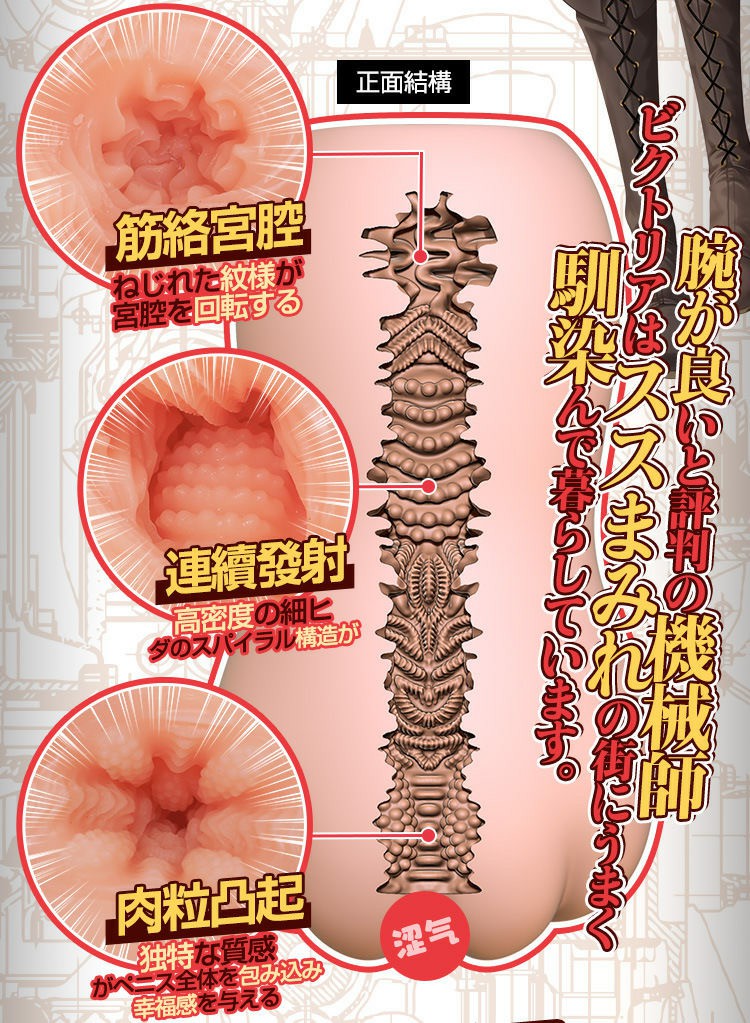 正面結構
筋絡宮腔
ねじれた紋様が
宮腔を回転する
腕が良いと評判の機械師
ビクトリアはススまみれの街にうまく
馴染んで暮らしています。
連續發射
高密度の細ヒ
ダのスパイラル構造が
肉粒凸起
独特な質感
がペニス全体を包み込み
幸福感を与える
涩气